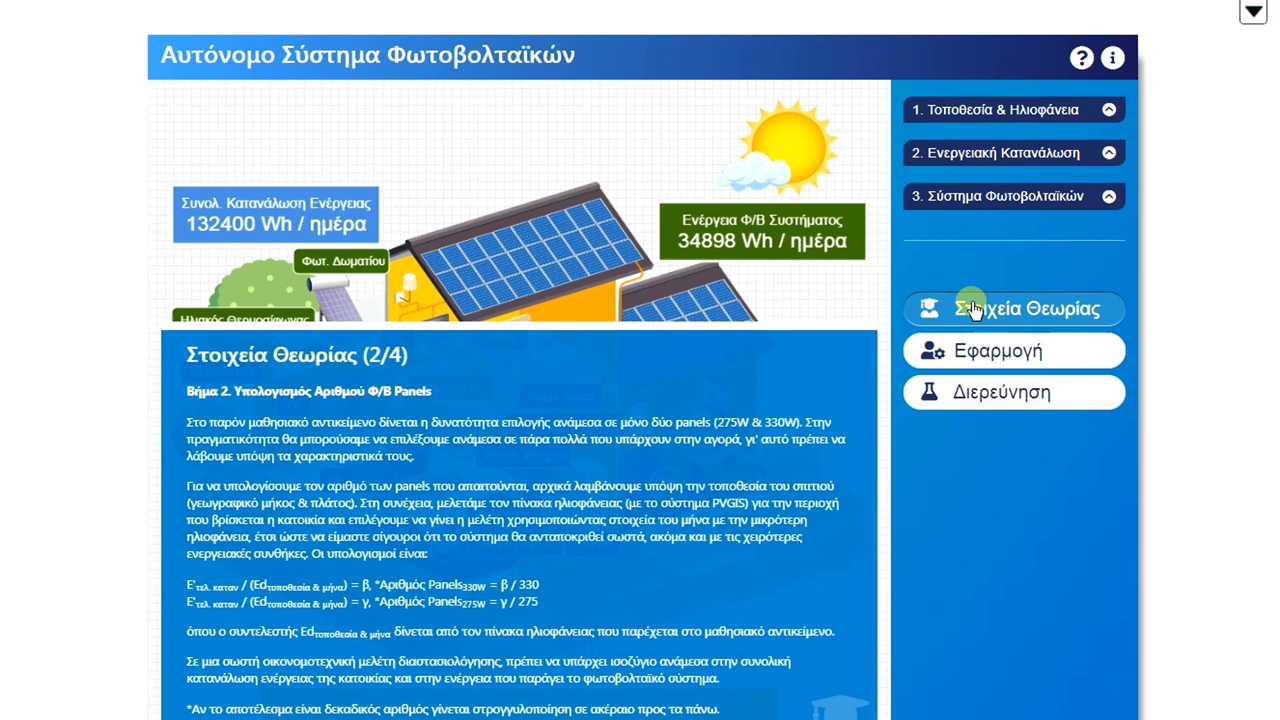 Αυτόνομο Σύστημα Φωτοβολταϊκών
1. Τοποθεσία & Ηλιοφάνεια
2. Ενεργειακή Κατανάλωση
3. Σύστημα Φωτοβολταϊκών
Συνολ. Κατανάλωση Ενέργειας
132400 Wh / ημέρα
Ενέργεια Φ/Β Συστήματος
34898 Wh / ημέρα
Φωτ. Δωματίου
Ηλιακός Θερμοσίφωνας
Στοιχεία Θεωρίας
Εφαρμογή
Διερεύνηση
Στοιχεία Θεωρίας (2/4)
Βήμα 2. Υπολογισμός Αριθμού Φ/Β Panels
Στο παρόν μαθησιακό αντικείμενο δίνεται η δυνατότητα επιλογής ανάμεσα σε μόνο δύο panels (275W & 330W). Στην
πραγματικότητα θα μπορούσαμε να επιλέξουμε ανάμεσα σε πάρα πολλά που υπάρχουν στην αγορά, γι' αυτό πρέπει να
λάβουμε υπόψη τα χαρακτηριστικά τους.
Για να υπολογίσουμε τον αριθμό των panels που απαιτούνται, αρχικά λαμβάνουμε υπόψη την τοποθεσία του σπιτιού
(γεωγραφικό μήκος & πλάτος). Στη συνέχεια, μελετάμε τον πίνακα ηλιοφάνειας (με το σύστημα PVGIS) για την περιοχή
που βρίσκεται η κατοικία και επιλέγουμε να γίνει η μελέτη χρησιμοποιώντας στοιχεία του μήνα με την μικρότερη
ηλιοφάνεια, έτσι ώστε να είμαστε σίγουροι ότι το σύστημα θα ανταποκριθεί σωστά, ακόμα και με τις χειρότερες
ενεργειακές συνθήκες. Οι υπολογισμοί είναι:
E'τελ. καταν / (Edτοποθεσία & μήνα) = β, *Αριθμός Panels330W = β / 330
E'τελ. καταν / (Edτοποθεσία & μήνα) = γ, *Αριθμός Panels275W = γ / 275
όπου ο συντελεστής Edτοποθεσία & μήνα δίνεται από τον πίνακα ηλιοφάνειας που παρέχεται στο μαθησιακό αντικείμενο.
Σε μια σωστή οικονομοτεχνική μελέτη διαστασιολόγησης, πρέπει να υπάρχει ισοζύγιο ανάμεσα στην συνολική
κατανάλωση ενέργειας της κατοικίας και στην ενέργεια που παράγει το φωτοβολταϊκό σύστημα.
*Αν το αποτέλεσμα είναι δεκαδικός αριθμός γίνεται στρογγυλοποίηση σε ακέραιο προς τα πάνω.